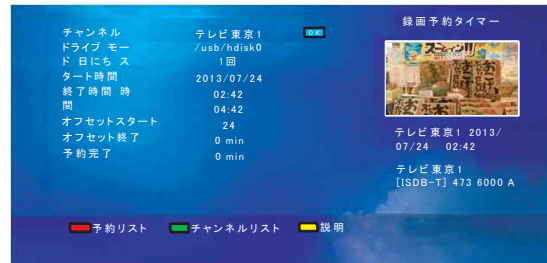 録画予約タイマー
チャンネル テレビ東京1 OK
ドライブ モー /usb/hdisk0
ド 日にち ス 1回
タート時間 2013/07/24
終了時間 時 02:42
間 04:42
オフセットスタート 24
オフセット終了 0 min
予約完了 0 min
テレビ東京1 2013/
07/24 02:42
テレビ東京1
[ISDB-T] 473 6000 A
予約リスト チャンネルリスト 説明